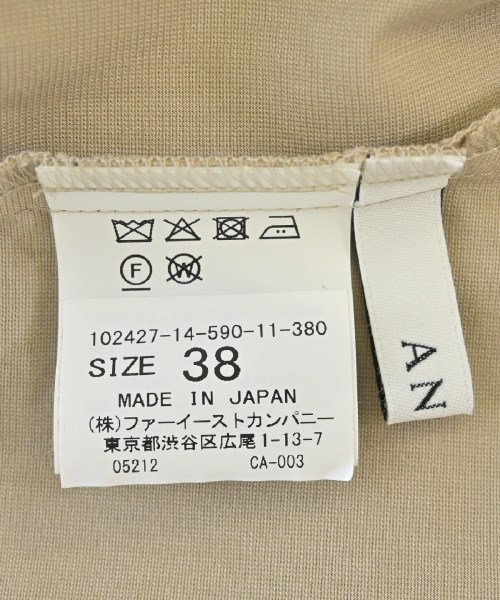 F
W
102427-14-590-11-380
SIZE 38
MADE IN JAPAN
(株)ファーイーストカンパニー
東京都渋谷区広尾1-13-7
05212 CA-003
AN